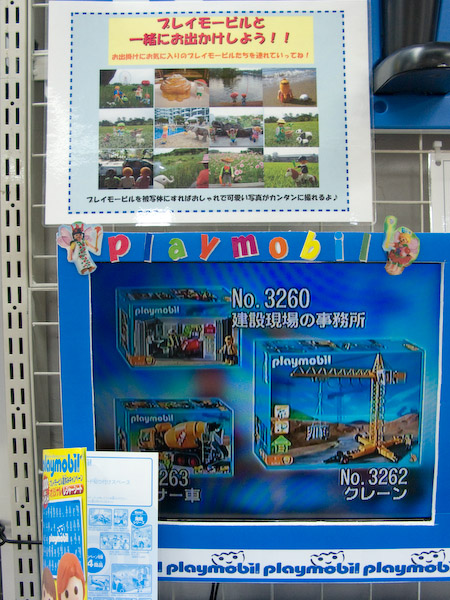 プレイモービルと
一緒にお出かけしよう！！
お出掛けにお気に入りのプレイモービルたちを連れていってね！
プレイモービルを被写体にすればおしゃれで可愛い写真がカンタンに撮れるよ♪
playmobil
No. 3260
建設現場の事務所
playmobil
playmobil
playmobil
3263
サー車
No. 3262
クレーン
playmobil
playmobil
playmobil
playmobil